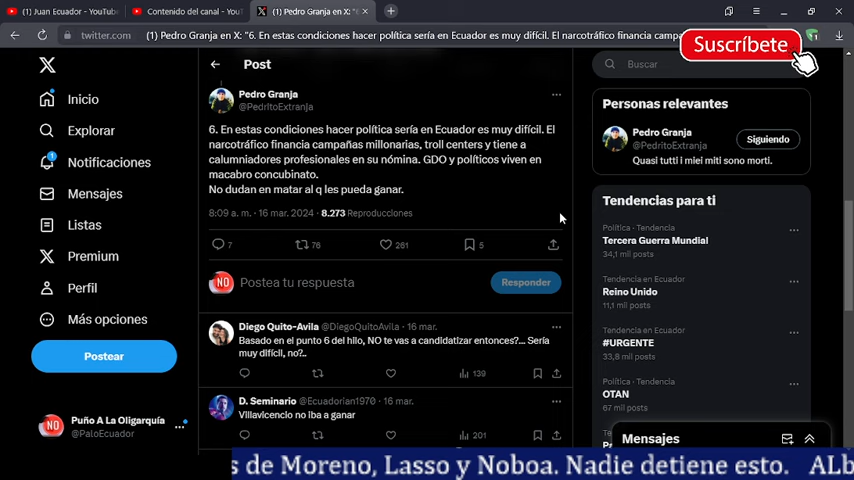 (1) Juan Ecuador - YouTube
Contenido del canal - YouT
(1) Pedro Granja en X: "6
twitter.com
(1) Pedro Granja en X: "6. En estas condiciones hacer política sería en Ecuador es muy difícil. El narcotráfico financia campa
Suscríbete
1
Post
Buscar
Inicio
Explorar
1
Notificaciones
Mensajes
Listas
Premium
Perfil
Más opciones
Postear
Puño A La Oligarquía
@PaloEcuador
Pedro Granja
@PedritoExtranja
6. En estas condiciones hacer política sería en Ecuador es muy difícil. El
narcotráfico financia campañas millonarias, troll centers y tiene a
calumniadores profesionales en su nómina. GDO y políticos viven en
macabro concubinato.
No dudan en matar al q les pueda ganar.
8:09 a. m. · 16 mar. 2024 · 8.273 Reproducciones
7
76
281
5
NO
Postea tu respuesta
Responder
Diego Quito-Avila @DiegoQuitoAvila · 16 mar.
Basado en el punto 6 del hilo, NO te vas a candidatizar entonces?... Sería
muy difícil, no?..
139
D. Seminario @Ecuadorian1970 · 16 mar.
Villavicencio no iba a ganar
201
Personas relevantes
Pedro Granja
@PedritoExtranja
Siguiendo
Quasi tutti i miei miti sono morti.
Tendencias para ti
Política · Tendencia
Tercera Guerra Mundial
34,1 mil posts
Tendencia en Ecuador
Reino Unido
11,1 mil posts
Tendencia en Ecuador
#URGENTE
33,8 mil posts
Política · Tendencia
OTAN
67 mil posts
Mensajes
NO
s de Moreno, Lasso y Noboa. Nadie detiene esto. ALb